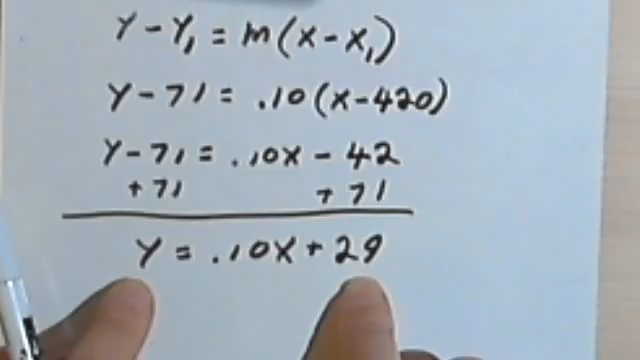 Y - Y₁ = m(X - X₁)
Y - 71 = .10(X - 420)
Y - 71 = .10X - 42
+ 71 + 71
Y = .10X + 29